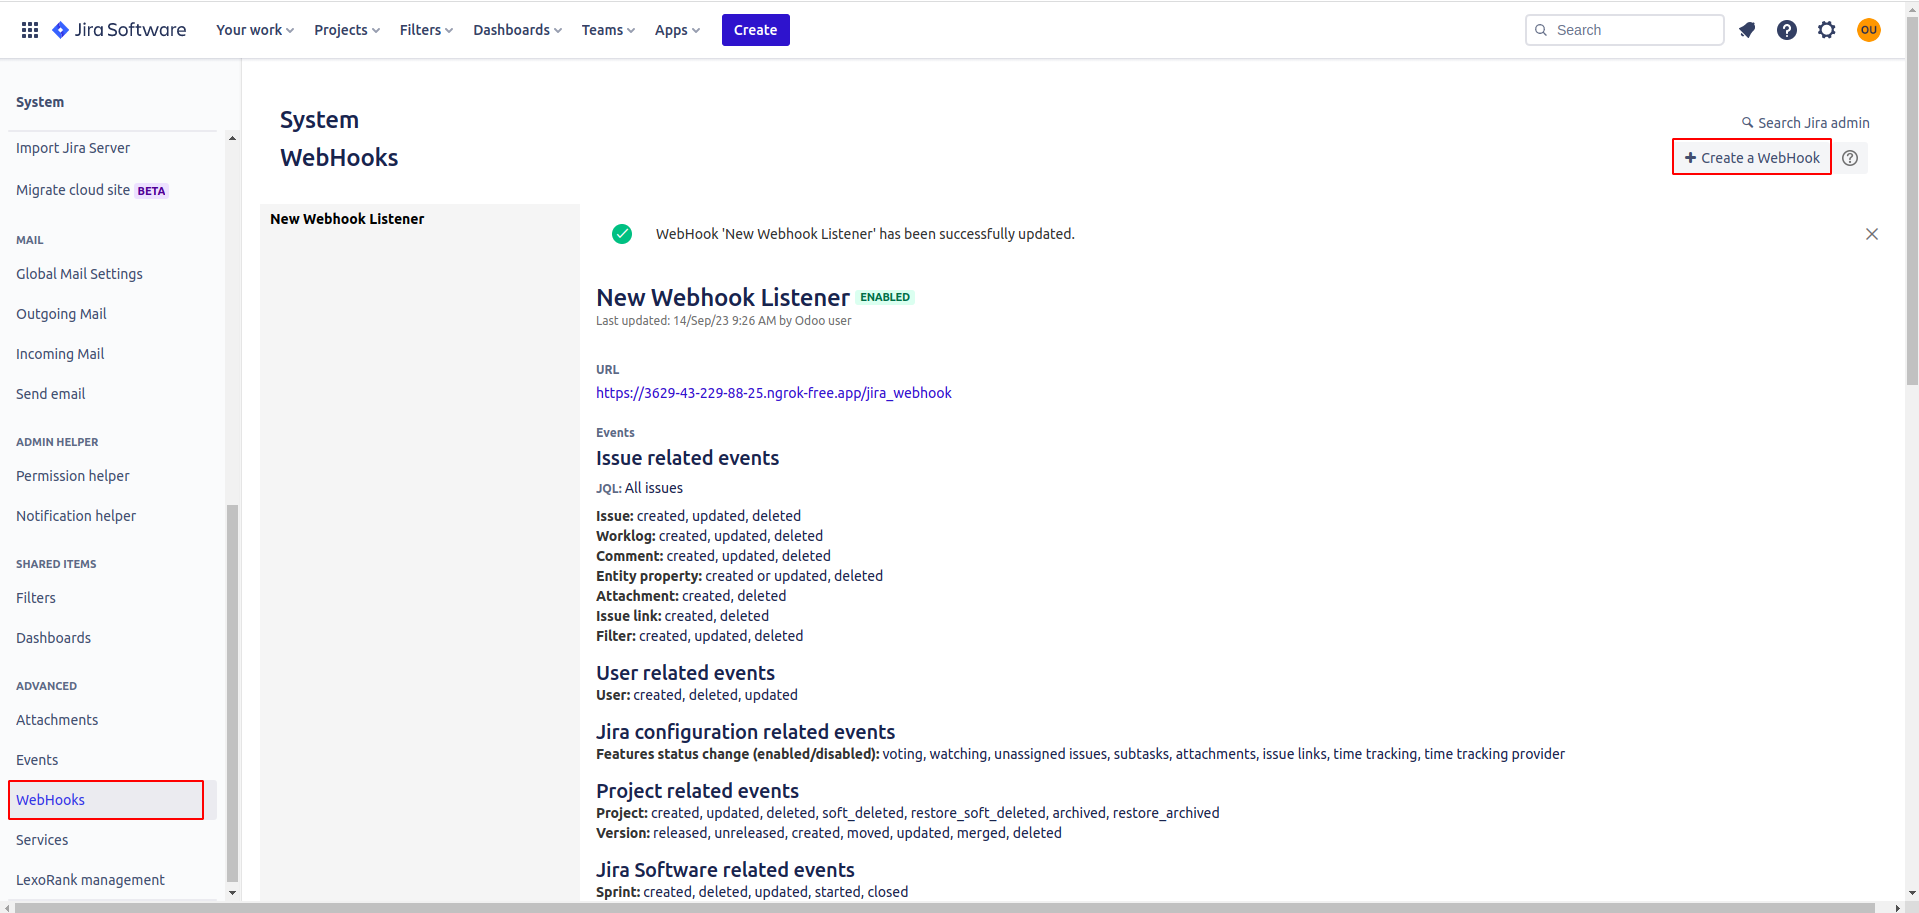 Jira Software
Your work
Projects
Filters
Dashboards
Teams
Apps
Create
Search
OU
System
Import Jira Server
Migrate cloud site BETA
MAIL
Global Mail Settings
Outgoing Mail
Incoming Mail
Send email
ADMIN HELPER
Permission helper
Notification helper
SHARED ITEMS
Filters
Dashboards
ADVANCED
Attachments
Events
WebHooks
Services
LexoRank management
System
Search Jira admin
WebHooks
+ Create a WebHook
New Webhook Listener
WebHook 'New Webhook Listener' has been successfully updated.
New Webhook Listener ENABLED
Last updated: 14/Sep/23 9:26 AM by Odoo user
URL
https://3629-43-229-88-25.ngrok-free.app/jira_webhook
Events
Issue related events
JQL: All issues
Issue: created, updated, deleted
Worklog: created, updated, deleted
Comment: created, updated, deleted
Entity property: created or updated, deleted
Attachment: created, deleted
Issue link: created, deleted
Filter: created, updated, deleted
User related events
User: created, deleted, updated
Jira configuration related events
Features status change (enabled/disabled): voting, watching, unassigned issues, subtasks, attachments, issue links, time tracking, time tracking provider
Project related events
Project: created, updated, deleted, soft_deleted, restore_soft_deleted, archived, restore_archived
Version: released, unreleased, created, moved, updated, merged, deleted
Jira Software related events
Sprint: created, deleted, updated, started, closed